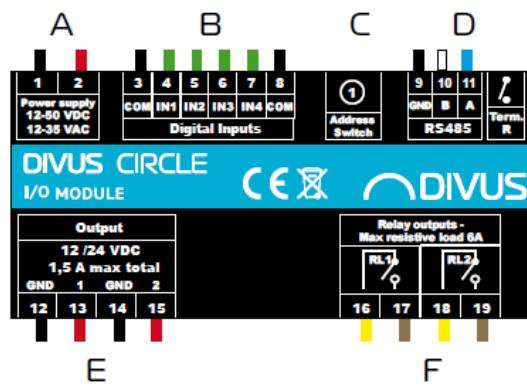 A B C D
1 2 3 4 5 6 7 8 9 10 11
Power supply
12-50 VDC
12-35 VAC
COM IN1 IN2 IN3 IN4 COM
Digital Inputs
1
Address
Switch
GND B A
RS485
Term.
R
DIVUS CIRCLE
I/O MODULE
CE
DIVUS
Output
12 /24 VDC
1,5 A max total
GND 1 GND 2
12 13 14 15
Relay outputs -
Max resistive load 6A
RL1 RL2
16 17 18 19
E F